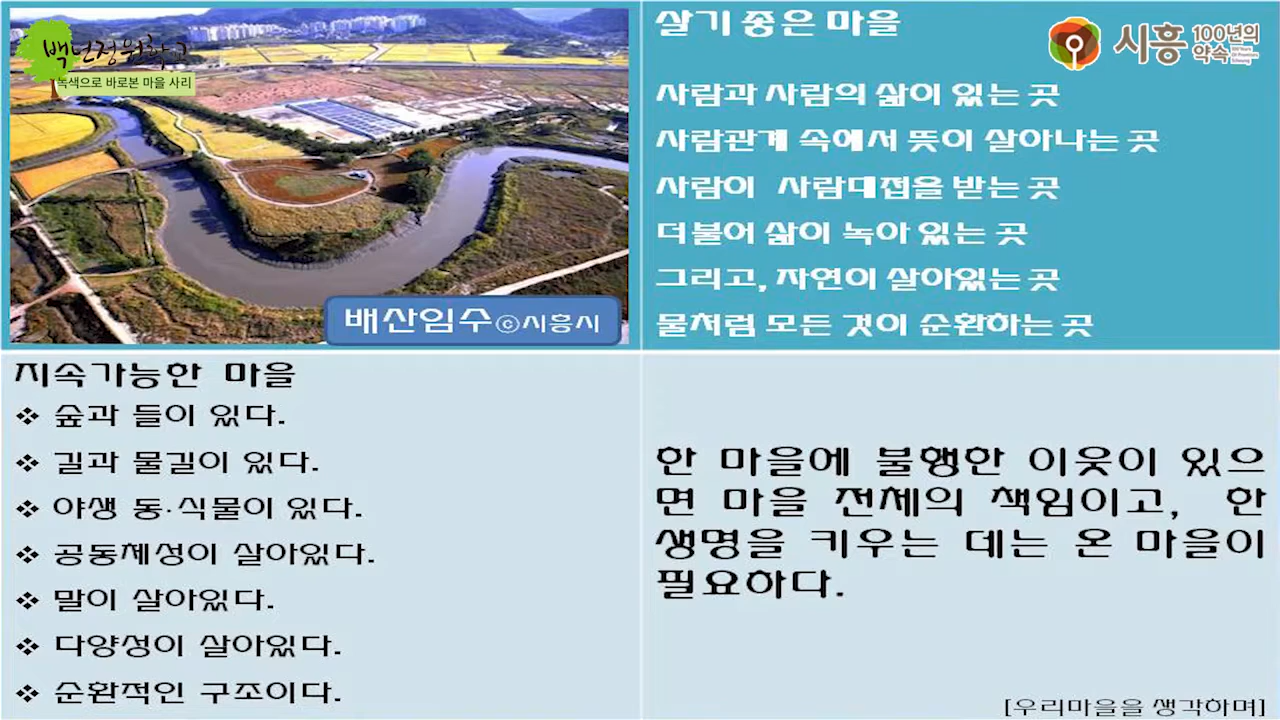 백년정원학교
녹색으로 바로본 마을 사리
배산임수ⓒ시흥시
살기 좋은 마을
시흥 100년의 약속
사람과 사람의 삶이 있는 곳
사람관계 속에서 뜻이 살아나는 곳
사람이 사람대접을 받는 곳
더불어 삶이 녹아 있는 곳
그리고, 자연이 살아있는 곳
물처럼 모든 것이 순환하는 곳
지속가능한 마을
❖ 숲과 들이 있다.
❖ 길과 물길이 있다.
❖ 야생 동·식물이 있다.
❖ 공동체성이 살아있다.
❖ 말이 살아있다.
❖ 다양성이 살아있다.
❖ 순환적인 구조이다.
한 마을에 불행한 이웃이 있으
면 마을 전체의 책임이고, 한
생명을 키우는 데는 온 마을이
필요하다.
[우리마을을 생각하며]